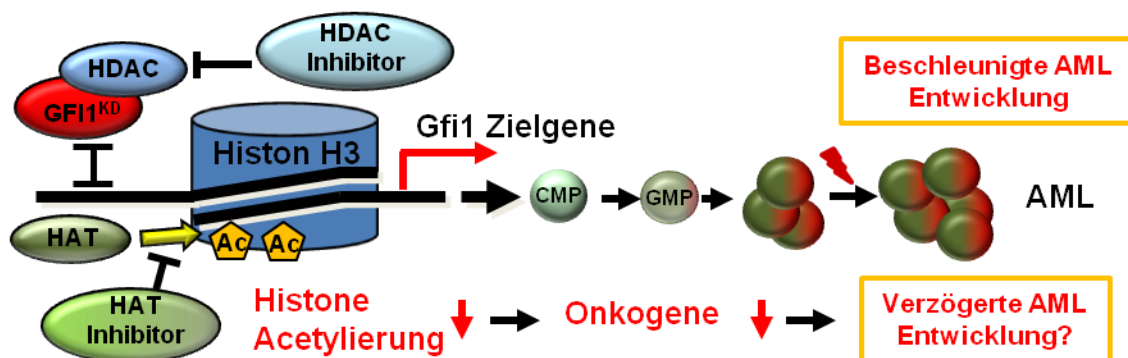 HDAC
Inhibitor
HDAC
GFI1ᴷᴰ
Beschleunigte AML
Entwicklung
Gfi1 Zielgene
Histon H3
CMP
GMP
AML
HAT
Ac Ac
HAT
Inhibitor
Histone
Acetylierung
Onkogene
Verzögerte AML
Entwicklung?